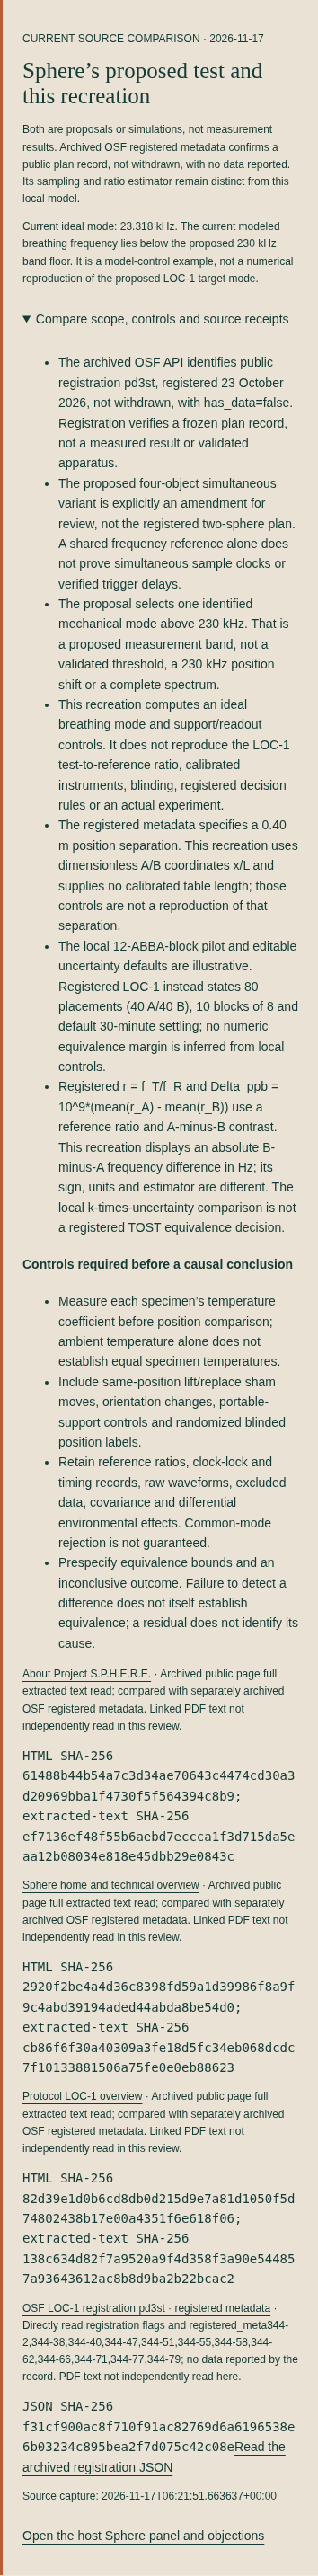 CURRENT SOURCE COMPARISON · 2026-11-17
Sphere’s proposed test and
this recreation
Both are proposals or simulations, not measurement
results. Archived OSF registered metadata confirms a
public plan record, not withdrawn, with no data reported.
Its sampling and ratio estimator remain distinct from this
local model.
Current ideal mode: 23.318 kHz. The current modeled
breathing frequency lies below the proposed 230 kHz
band floor. It is a model-control example, not a numerical
reproduction of the proposed LOC-1 target mode.
▼ Compare scope, controls and source receipts
• The archived OSF API identifies public
registration pd3st, registered 23 October
2026, not withdrawn, with has_data=false.
Registration verifies a frozen plan record,
not a measured result or validated
apparatus.
• The proposed four-object simultaneous
variant is explicitly an amendment for
review, not the registered two-sphere plan.
A shared frequency reference alone does
not prove simultaneous sample clocks or
verified trigger delays.
• The proposal selects one identified
mechanical mode above 230 kHz. That is
a proposed measurement band, not a
validated threshold, a 230 kHz position
shift or a complete spectrum.
• This recreation computes an ideal
breathing mode and support/readout
controls. It does not reproduce the LOC-1
test-to-reference ratio, calibrated
instruments, blinding, registered decision
rules or an actual experiment.
• The registered metadata specifies a 0.40
m position separation. This recreation uses
dimensionless A/B coordinates x/L and
supplies no calibrated table length; those
controls are not a reproduction of that
separation.
• The local 12-ABBA-block pilot and editable
uncertainty defaults are illustrative.
Registered LOC-1 instead states 80
placements (40 A/40 B), 10 blocks of 8 and
default 30-minute settling; no numeric
equivalence margin is inferred from local
controls.
• Registered r = f_T/f_R and Delta_ppb =
10^9*(mean(r_A) - mean(r_B)) use a
reference ratio and A-minus-B contrast.
This recreation displays an absolute B-
minus-A frequency difference in Hz; its
sign, units and estimator are different. The
local k-times-uncertainty comparison is not
a registered TOST equivalence decision.
Controls required before a causal conclusion
• Measure each specimen’s temperature
coefficient before position comparison;
ambient temperature alone does not
establish equal specimen temperatures.
• Include same-position lift/replace sham
moves, orientation changes, portable-
support controls and randomized blinded
position labels.
• Retain reference ratios, clock-lock and
timing records, raw waveforms, excluded
data, covariance and differential
environmental effects. Common-mode
rejection is not guaranteed.
• Prespecify equivalence bounds and an
inconclusive outcome. Failure to detect a
difference does not itself establish
equivalence; a residual does not identify its
cause.
About Project S.P.H.E.R.E. · Archived public page full
extracted text read; compared with separately archived
OSF registered metadata. Linked PDF text not
independently read in this review.
HTML SHA-256
61488b44b54a7c3d34ae70643c4474cd30a3
d20969bba1f4730f5f564394c8b9;
extracted-text SHA-256
ef7136ef48f55b6aebd7eccca1f3d715da5e
aa12b08034e818e45dbb29e0843c
Sphere home and technical overview · Archived public
page full extracted text read; compared with separately
archived OSF registered metadata. Linked PDF text not
independently read in this review.
HTML SHA-256
2920f2be4a4d36c8398fd59a1d39986f8a9f
9c4abd39194aded44abda8be54d0;
extracted-text SHA-256
cb86f6f30a40309a3fe18d5fc34eb068dcdc
7f10133881506a75fe0e0eb88623
Protocol LOC-1 overview · Archived public page full
extracted text read; compared with separately archived
OSF registered metadata. Linked PDF text not
independently read in this review.
HTML SHA-256
82d39e1d0b6cd8db0d215d9e7a81d1050f5d
74802438b17e00a4351f6e618f06;
extracted-text SHA-256
138c634d82f7a9520a9f4d358f3a90e54485
7a93643612ac8b8d9ba2b22bcac2
OSF LOC-1 registration pd3st · registered metadata ·
Directly read registration flags and registered_meta344-
2,344-38,344-40,344-47,344-51,344-55,344-58,344-
62,344-66,344-71,344-77,344-79; no data reported by the
record. PDF text not independently read here.
JSON SHA-256
f31cf900ac8f710f91ac82769d6a6196538e
6b03234c895bea2f7d075c42c08eRead the
archived registration JSON
Source capture: 2026-11-17T06:21:51.663637+00:00
Open the host Sphere panel and objections